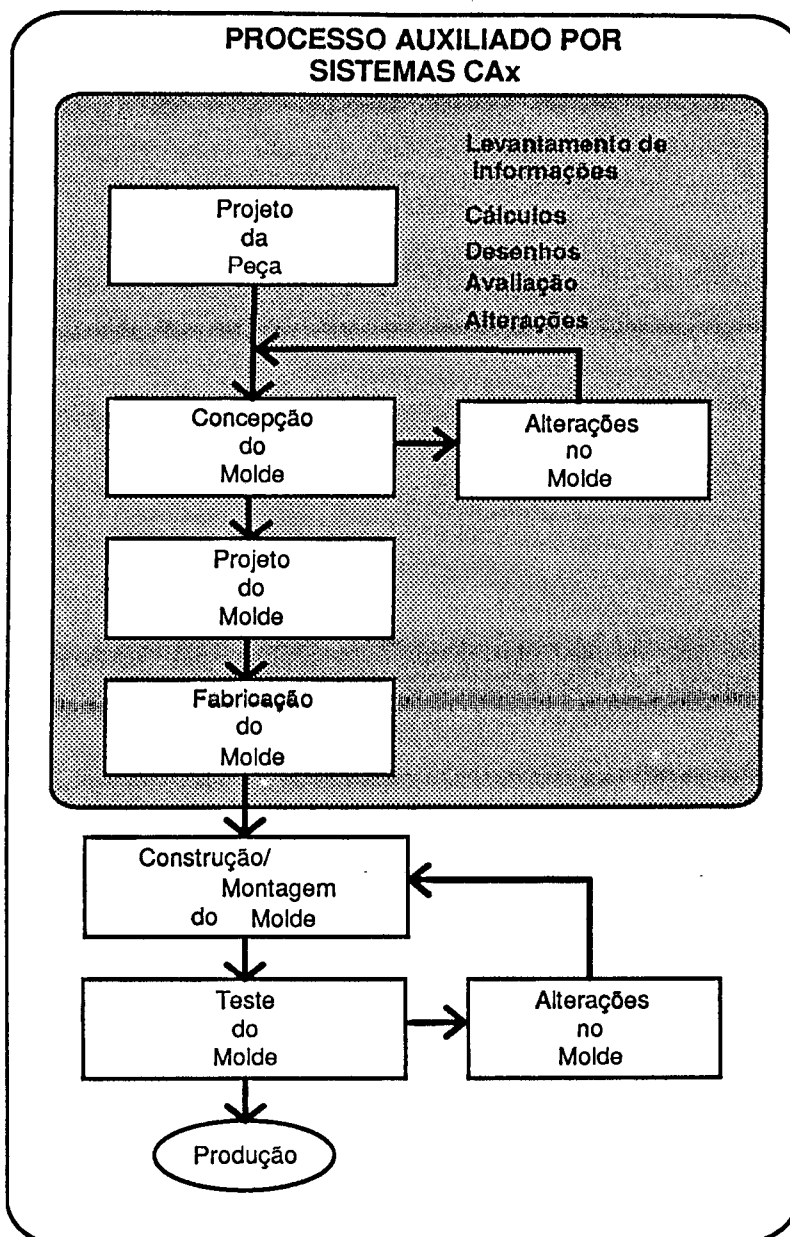 PROCESSO AUXILIADO POR
SISTEMAS CAx
Levantamento de
Informações
Cálculos
Desenhos
Avaliação
Alterações
Projeto
da
Peça
Concepção
do
Molde
Alterações
no
Molde
Projeto
do
Molde
Fabricação
do
Molde
Construção/
Montagem
do Molde
Teste
do
Molde
Alterações
no
Molde
Produção